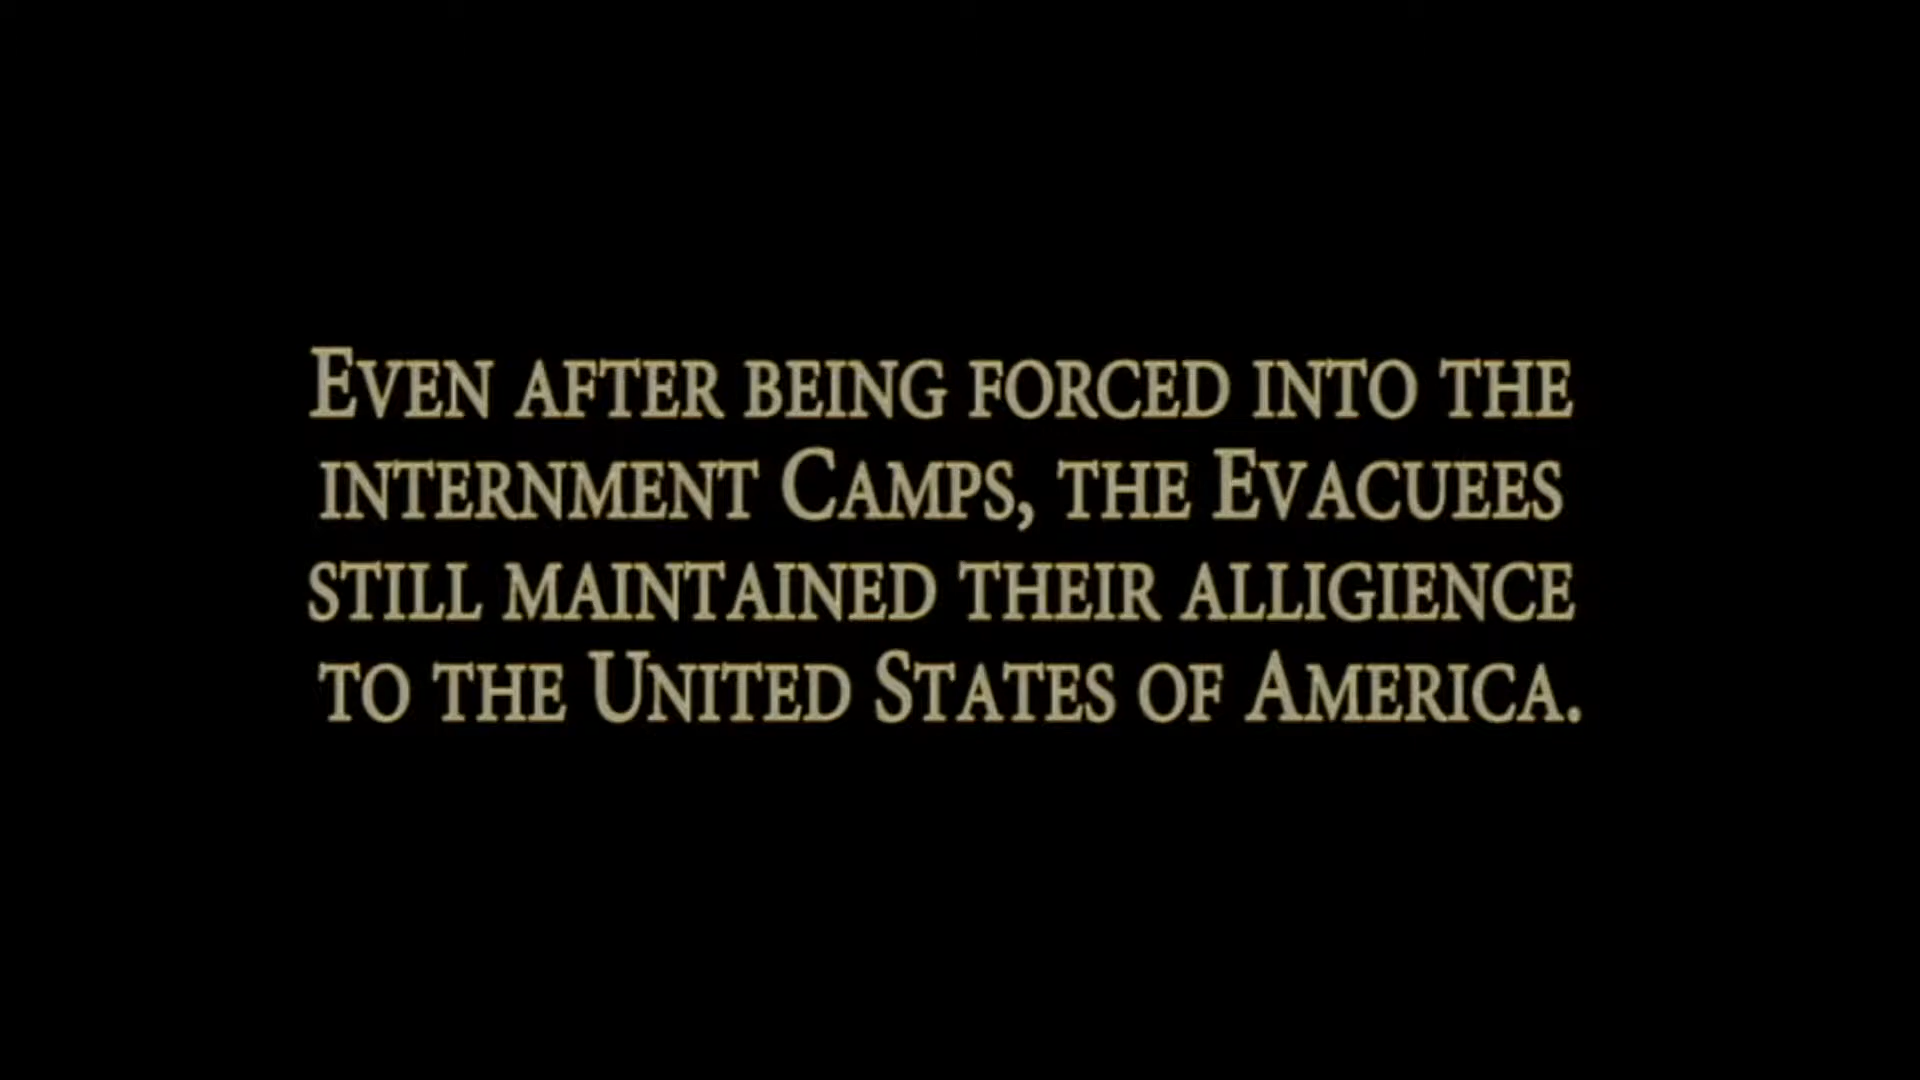 Even after being forced into the
internment Camps, the Evacuees
still maintained their alligience
to the United States of America.